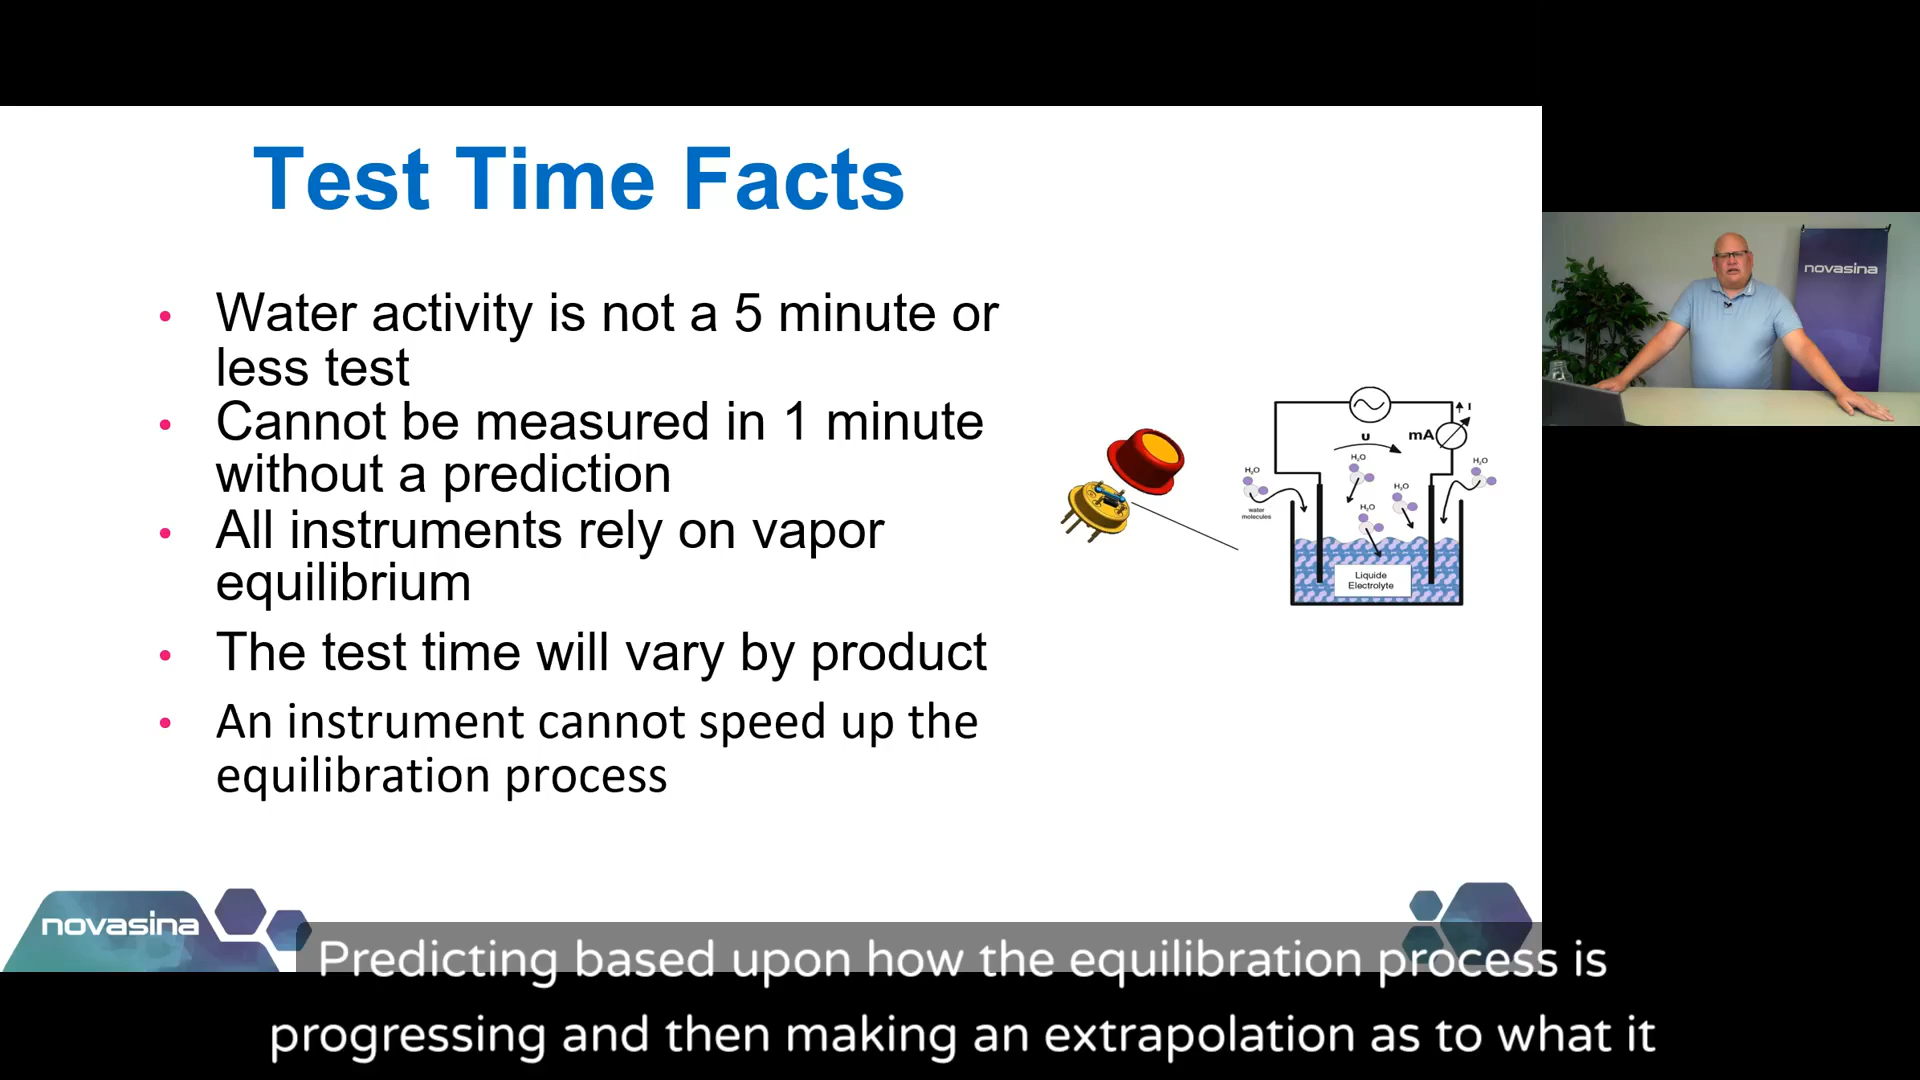 Test Time Facts
• Water activity is not a 5 minute or
less test
• Cannot be measured in 1 minute
without a prediction
• All instruments rely on vapor
equilibrium
• The test time will vary by product
• An instrument cannot speed up the
equilibration process
I
U
mA
H₂O
H₂O
H₂O
H₂O
H₂O
water
molecules
Liquide
Electrolyte
novasina
novasina
Predicting based upon how the equilibration process is
progressing and then making an extrapolation as to what it